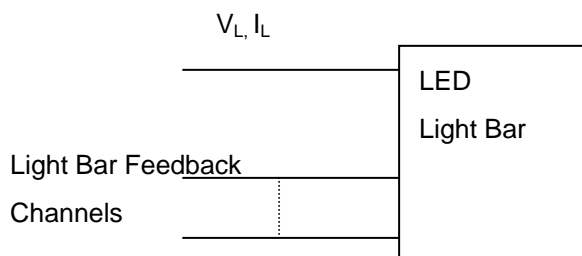 V_L, I_L
LED
Light Bar
Light Bar Feedback
Channels